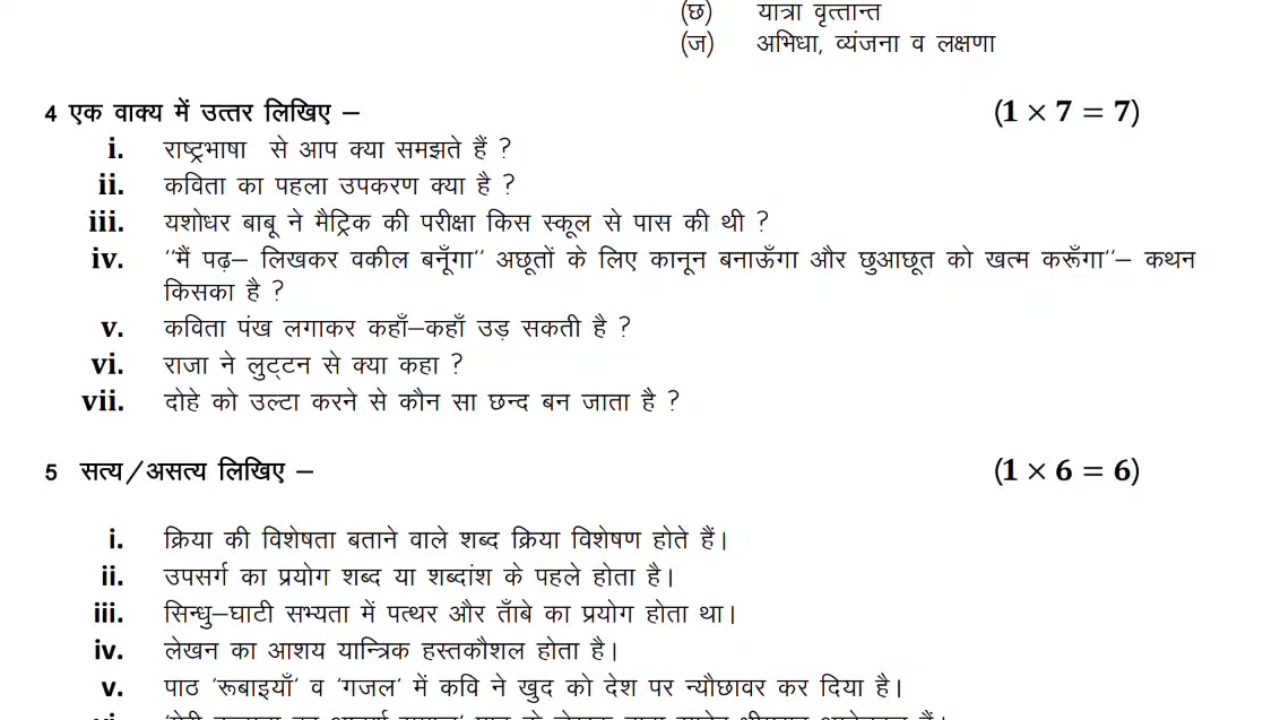 (छ) यात्रा वृत्तान्त
(ज) अभिधा, व्यंजना व लक्षणा
4 एक वाक्य में उत्तर लिखिए – (1 × 7 = 7)
i. राष्ट्रभाषा से आप क्या समझते हैं ?
ii. कविता का पहला उपकरण क्या है ?
iii. यशोधर बाबू ने मैट्रिक की परीक्षा किस स्कूल से पास की थी ?
iv. "मैं पढ़– लिखकर वकील बनूँगा" अछूतों के लिए कानून बनाऊँगा और छुआछूत को खत्म करूँगा"– कथन
किसका है ?
v. कविता पंख लगाकर कहाँ–कहाँ उड़ सकती है ?
vi. राजा ने लुट्टन से क्या कहा ?
vii. दोहे को उल्टा करने से कौन सा छन्द बन जाता है ?
5 सत्य/असत्य लिखिए – (1 × 6 = 6)
i. क्रिया की विशेषता बताने वाले शब्द क्रिया विशेषण होते हैं।
ii. उपसर्ग का प्रयोग शब्द या शब्दांश के पहले होता है।
iii. सिन्धु–घाटी सभ्यता में पत्थर और ताँबे का प्रयोग होता था।
iv. लेखन का आशय यान्त्रिक हस्तकौशल होता है।
v. पाठ 'रूबाइयाँ' व 'गजल' में कवि ने खुद को देश पर न्यौछावर कर दिया है।